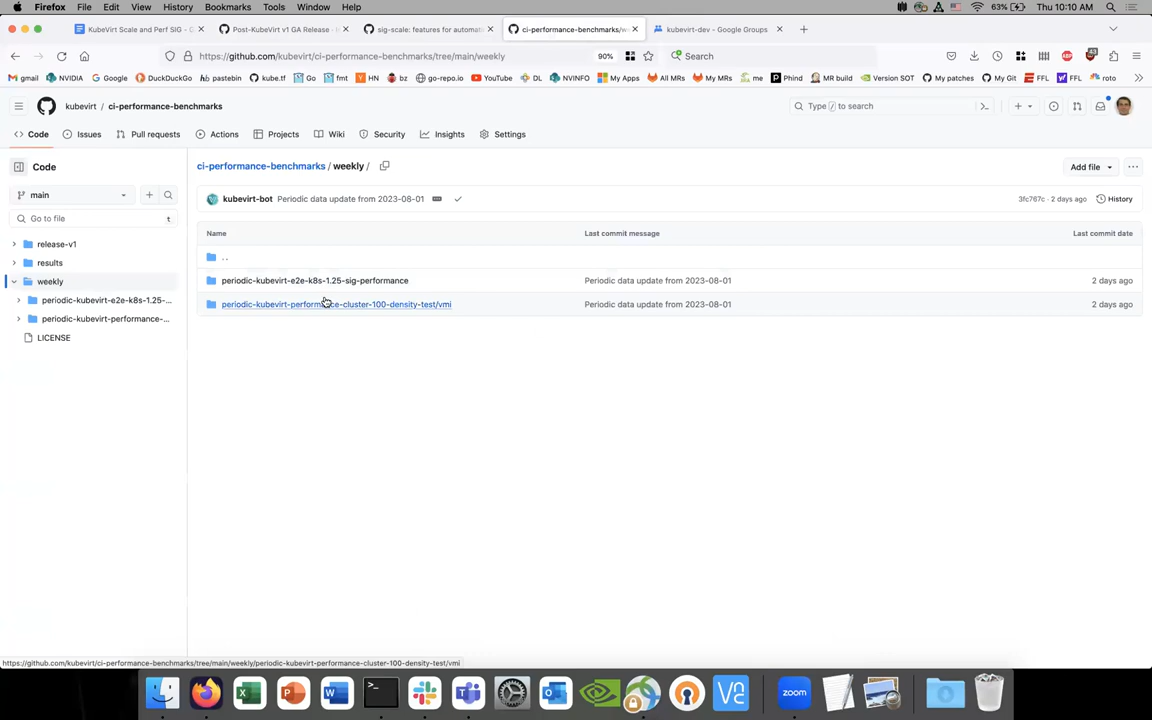 Firefox File Edit View History Bookmarks Tools Window Help 63% Thu 10:10 AM
KubeVirt Scale and Perf SIG - Post-KubeVirt v1 GA Release · sig-scale: features for automat ci-performance-benchmarks/w kubevirt-dev – Google Groups
https://github.com/kubevirt/ci-performance-benchmarks/tree/main/weekly 90% Search
gmail NVIDIA Google DuckDuckGo pastebin kube.tf Go fmt HN bz go-repo.io YouTube DL NVINFO My Apps All MRs My MRs me Phind MR build Version SOT My patches My Git FFL FFL roto
kubevirt / ci-performance-benchmarks Type / to search
Code Issues Pull requests Actions Projects Wiki Security Insights Settings
Code ci-performance-benchmarks / weekly / Add file
main
kubevirt-bot Periodic data update from 2023-08-01 3fc767c · 2 days ago History
Go to file t
Name Last commit message Last commit date
release-v1
..
results
periodic-kubevirt-e2e-k8s-1.25-sig-performance Periodic data update from 2023-08-01 2 days ago
weekly
periodic-kubevirt-e2e-k8s-1.25-...
periodic-kubevirt-performance-cluster-100-density-test/vmi Periodic data update from 2023-08-01 2 days ago
periodic-kubevirt-performance-...
LICENSE
https://github.com/kubevirt/ci-performance-benchmarks/tree/main/weekly/periodic-kubevirt-performance-cluster-100-density-test/vmi
zoom